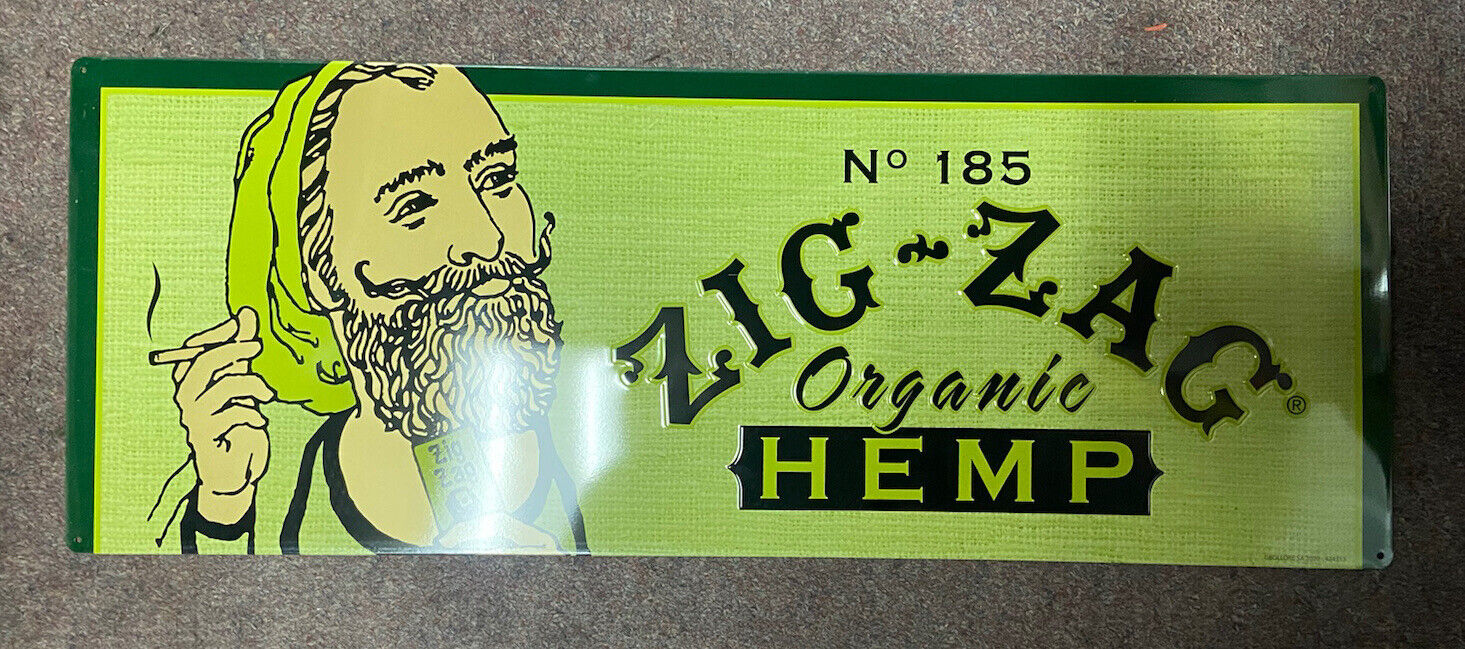 Nº 185
ZIG-ZAG®
Organic
HEMP